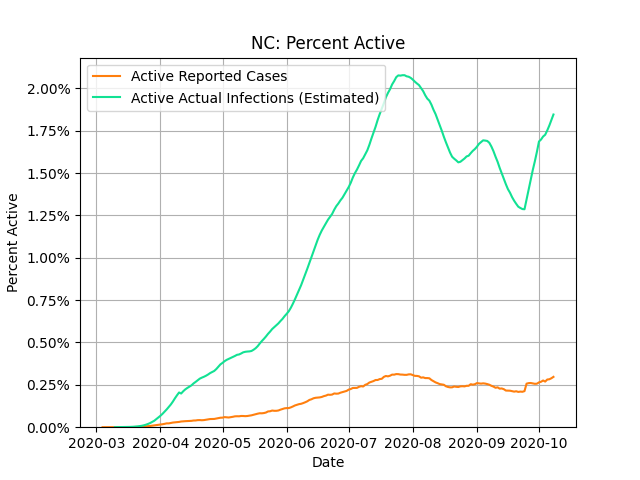 NC: Percent Active
Active Reported Cases
Active Actual Infections (Estimated)
2.00%
1.75%
1.50%
1.25%
1.00%
0.75%
0.50%
0.25%
0.00%
Percent Active
2020-03 2020-04 2020-05 2020-06 2020-07 2020-08 2020-09 2020-10
Date